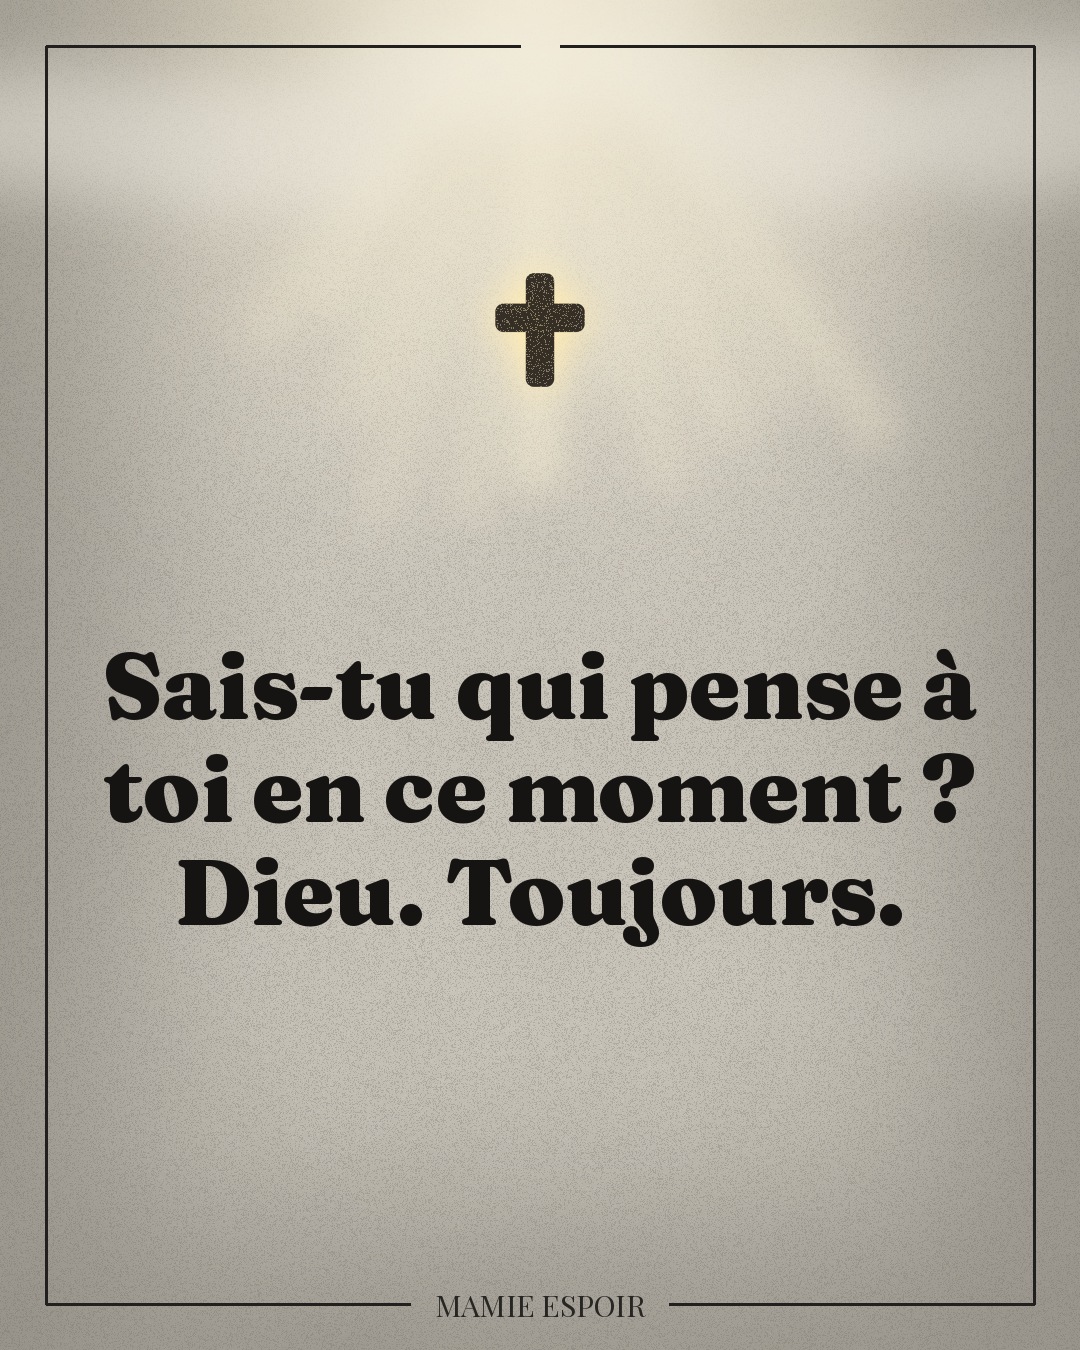 Sais-tu qui pense à
toi en ce moment ?
Dieu. Toujours.
MAMIE ESPOIR